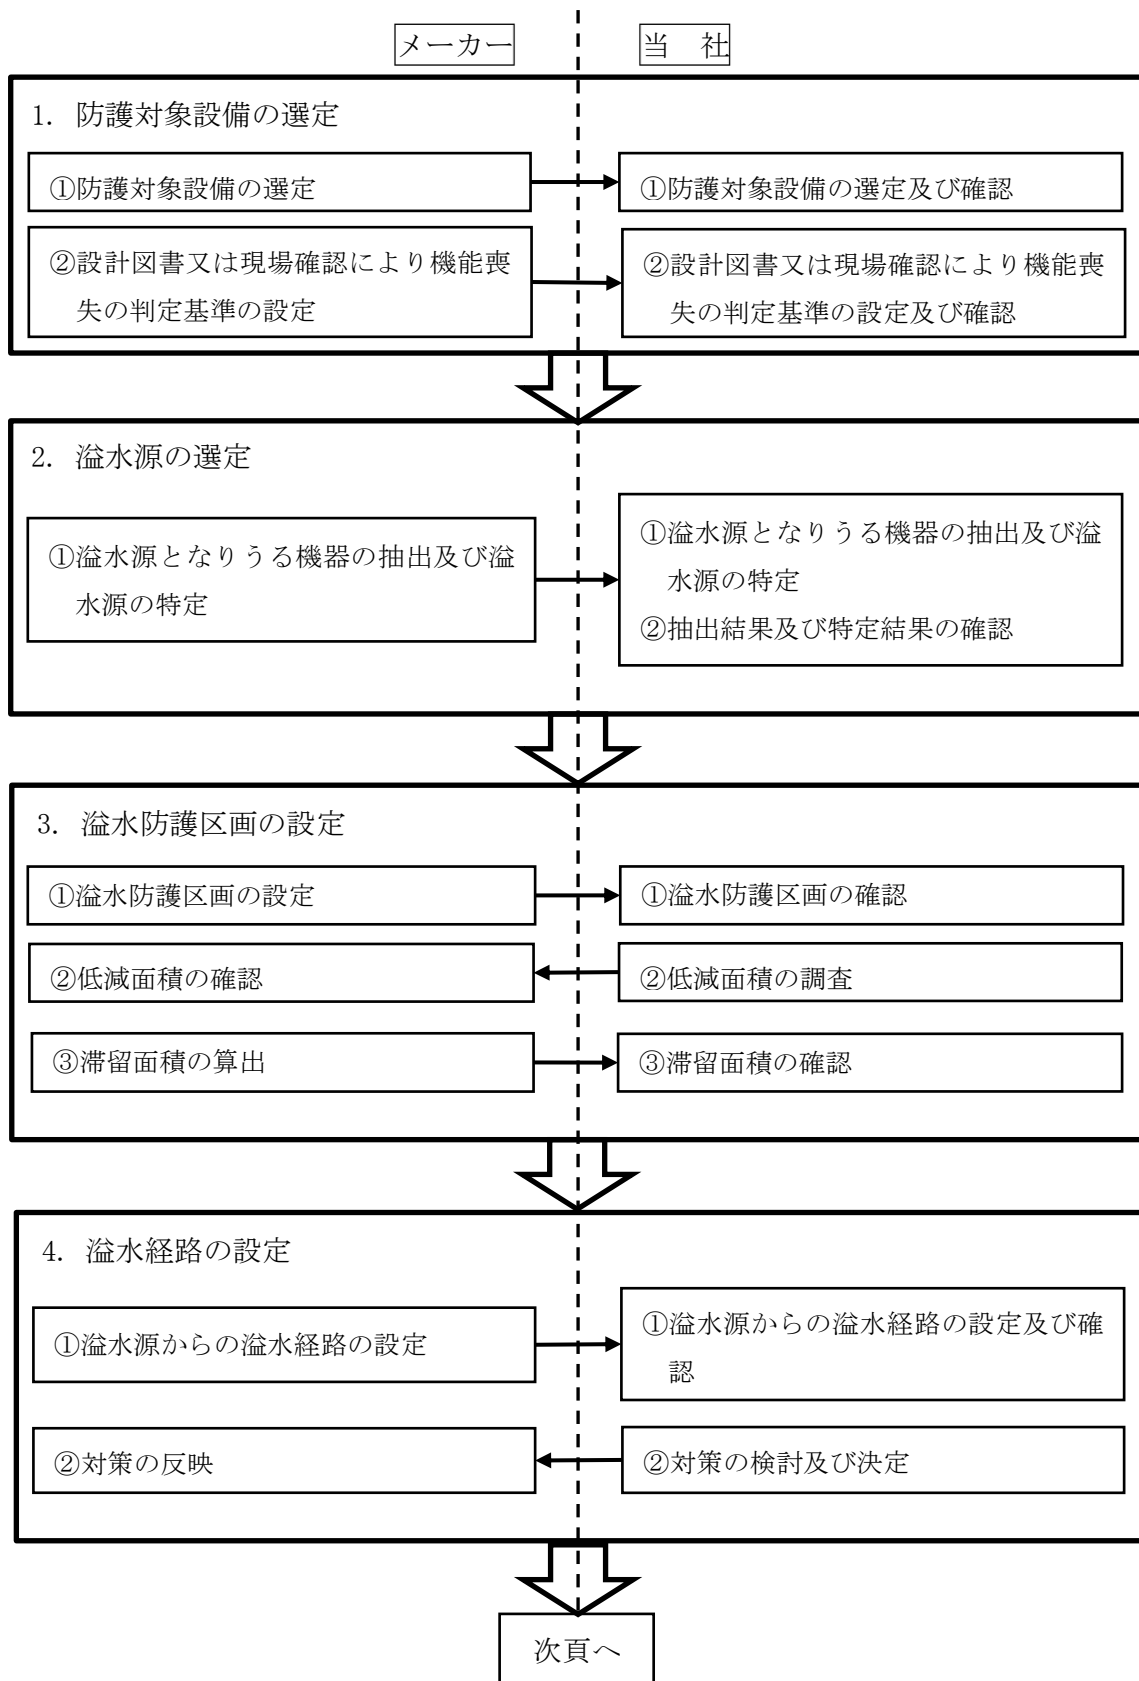 メーカー
当　社
1. 防護対象設備の選定
①防護対象設備の選定
①防護対象設備の選定及び確認
②設計図書又は現場確認により機能喪
失の判定基準の設定
②設計図書又は現場確認により機能喪
失の判定基準の設定及び確認
2. 溢水源の選定
①溢水源となりうる機器の抽出及び溢
水源の特定
①溢水源となりうる機器の抽出及び溢
水源の特定
②抽出結果及び特定結果の確認
3. 溢水防護区画の設定
①溢水防護区画の設定
①溢水防護区画の確認
②低減面積の確認
②低減面積の調査
③滞留面積の算出
③滞留面積の確認
4. 溢水経路の設定
①溢水源からの溢水経路の設定
①溢水源からの溢水経路の設定及び確
認
②対策の反映
②対策の検討及び決定
次頁へ